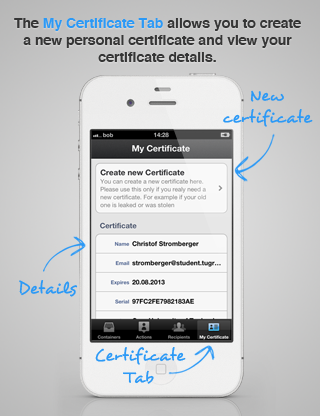 The My Certificate Tab allows you to create
a new personal certificate and view your
certificate details.
New
certificate
bob
14:28
My Certificate
Create new Certificate
You can create a new certificate here.
Please use this only if you realy need a
new certificate. For example if your old
one is leaked or was stolen
Certificate
Name Christof Stromberger
Email stromberger@student.tugr...
Expires 20.08.2013
Serial 97FC2FE7982183AE
Details
Containers Actions Recipients My Certificate
Certificate
Tab